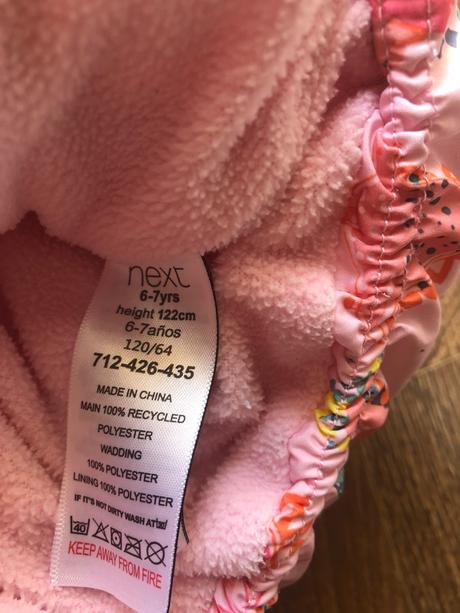 next
6-7yrs
height 122cm
6-7años
120/64
712-426-435
MADE IN CHINA
MAIN 100% RECYCLED
POLYESTER
WADDING
100% POLYESTER
LINING 100% POLYESTER
IF IT'S NOT DIRTY WASH AT
40
KEEP AWAY FROM FIRE